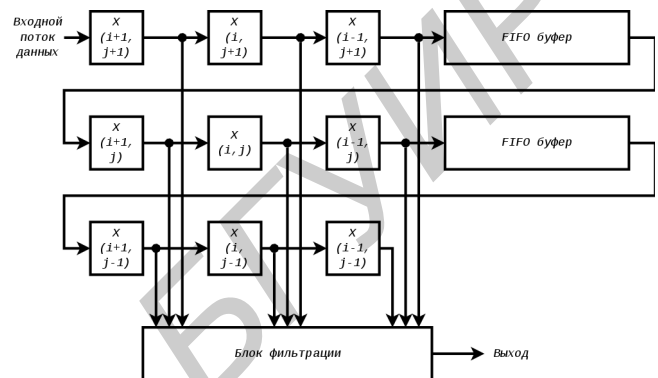 Входной
поток
данных
X
(i+1,
j+1)
X
(i,
j+1)
X
(i-1,
j+1)
FIFO буфер
X
(i+1,
j)
X
(i,j)
X
(i-1,
j)
FIFO буфер
X
(i+1,
j-1)
X
(i,
j-1)
X
(i-1,
j-1)
Блок фильтрации
Выход
БГУИР